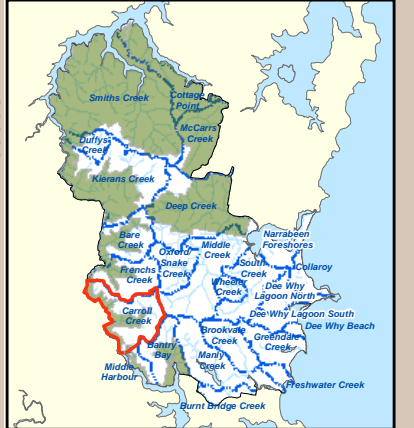 Smiths Creek
Cottage
Point
McCarrs
Creek
Duffys
Creek
Kierans Creek
Deep Creek
Bare
Creek
Narrabeen
Foreshores
Oxford
Snake
Creek
Middle
Creek
Frenchs
Creek
South
Creek
Collaroy
Wheeler
Creek
Dee Why
Lagoon North
Carroll
Creek
Dee Why Lagoon South
Dee Why Beach
Brookvale
Creek
Greendale
Creek
Bantry
Bay
Manly
Creek
Middle
Harbour
Freshwater Creek
Burnt Bridge Creek